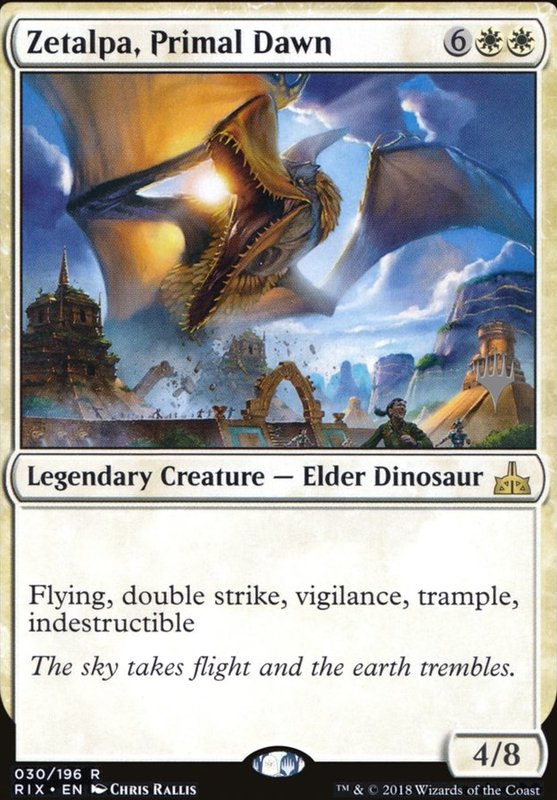 Zetalpa, Primal Dawn 6
Legendary Creature — Elder Dinosaur
Flying, double strike, vigilance, trample,
indestructible
The sky takes flight and the earth trembles.
4/8
030/196 R
RIX • EN Chris Rallis
™ & © 2018 Wizards of the Coast